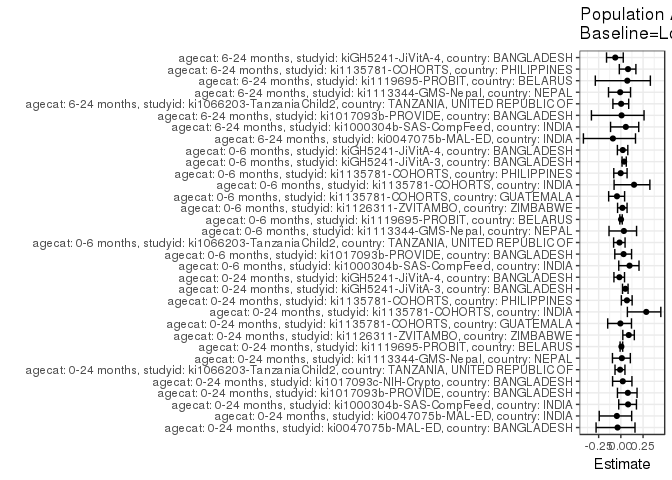 Population
Baseline=Lo
agecat: 6-24 months, studyid: kiGH5241-JiVitA-4, country: BANGLADESH
agecat: 6-24 months, studyid: ki1135781-COHORTS, country: PHILIPPINES
agecat: 6-24 months, studyid: ki1119695-PROBIT, country: BELARUS
agecat: 6-24 months, studyid: ki1113344-GMS-Nepal, country: NEPAL
agecat: 6-24 months, studyid: ki1066203-TanzaniaChild2, country: TANZANIA, UNITED REPUBLIC OF
agecat: 6-24 months, studyid: ki1017093b-PROVIDE, country: BANGLADESH
agecat: 6-24 months, studyid: ki1000304b-SAS-CompFeed, country: INDIA
agecat: 6-24 months, studyid: ki0047075b-MAL-ED, country: INDIA
agecat: 0-6 months, studyid: kiGH5241-JiVitA-4, country: BANGLADESH
agecat: 0-6 months, studyid: kiGH5241-JiVitA-3, country: BANGLADESH
agecat: 0-6 months, studyid: ki1135781-COHORTS, country: PHILIPPINES
agecat: 0-6 months, studyid: ki1135781-COHORTS, country: INDIA
agecat: 0-6 months, studyid: ki1135781-COHORTS, country: GUATEMALA
agecat: 0-6 months, studyid: ki1126311-ZVITAMBO, country: ZIMBABWE
agecat: 0-6 months, studyid: ki1119695-PROBIT, country: BELARUS
agecat: 0-6 months, studyid: ki1113344-GMS-Nepal, country: NEPAL
agecat: 0-6 months, studyid: ki1066203-TanzaniaChild2, country: TANZANIA, UNITED REPUBLIC OF
agecat: 0-6 months, studyid: ki1017093b-PROVIDE, country: BANGLADESH
agecat: 0-6 months, studyid: ki1000304b-SAS-CompFeed, country: INDIA
agecat: 0-24 months, studyid: kiGH5241-JiVitA-4, country: BANGLADESH
agecat: 0-24 months, studyid: kiGH5241-JiVitA-3, country: BANGLADESH
agecat: 0-24 months, studyid: ki1135781-COHORTS, country: PHILIPPINES
agecat: 0-24 months, studyid: ki1135781-COHORTS, country: INDIA
agecat: 0-24 months, studyid: ki1135781-COHORTS, country: GUATEMALA
agecat: 0-24 months, studyid: ki1126311-ZVITAMBO, country: ZIMBABWE
agecat: 0-24 months, studyid: ki1119695-PROBIT, country: BELARUS
agecat: 0-24 months, studyid: ki1113344-GMS-Nepal, country: NEPAL
agecat: 0-24 months, studyid: ki1066203-TanzaniaChild2, country: TANZANIA, UNITED REPUBLIC OF
agecat: 0-24 months, studyid: ki1017093c-NIH-Crypto, country: BANGLADESH
agecat: 0-24 months, studyid: ki1017093b-PROVIDE, country: BANGLADESH
agecat: 0-24 months, studyid: ki1000304b-SAS-CompFeed, country: INDIA
agecat: 0-24 months, studyid: ki0047075b-MAL-ED, country: INDIA
agecat: 0-24 months, studyid: ki0047075b-MAL-ED, country: BANGLADESH
-0.25 0.00 0.25
Estimate